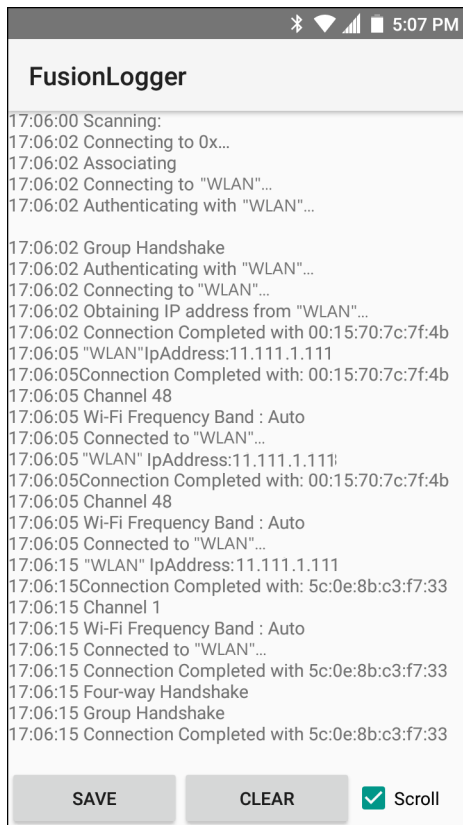 5:07 PM
FusionLogger
17:06:00 Scanning:
17:06:02 Connecting to 0x...
17:06:02 Associating
17:06:02 Connecting to "WLAN"...
17:06:02 Authenticating with "WLAN"...
17:06:02 Group Handshake
17:06:02 Authenticating with "WLAN"...
17:06:02 Connecting to "WLAN"...
17:06:02 Obtaining IP address from "WLAN"...
17:06:02 Connection Completed with 00:15:70:7c:7f:4b
17:06:05 "WLAN"IpAddress:11.111.1.111
17:06:05Connection Completed with: 00:15:70:7c:7f:4b
17:06:05 Channel 48
17:06:05 Wi-Fi Frequency Band : Auto
17:06:05 Connected to "WLAN"...
17:06:05 "WLAN" IpAddress:11.111.1.111
17:06:05Connection Completed with: 00:15:70:7c:7f:4b
17:06:05 Channel 48
17:06:05 Wi-Fi Frequency Band : Auto
17:06:05 Connected to "WLAN"...
17:06:15 "WLAN" IpAddress:11.111.1.111
17:06:15Connection Completed with: 5c:0e:8b:c3:f7:33
17:06:15 Channel 1
17:06:15 Wi-Fi Frequency Band : Auto
17:06:15 Connected to "WLAN"...
17:06:15 Connection Completed with 5c:0e:8b:c3:f7:33
17:06:15 Four-way Handshake
17:06:15 Group Handshake
17:06:15 Connection Completed with 5c:0e:8b:c3:f7:33
SAVE CLEAR Scroll